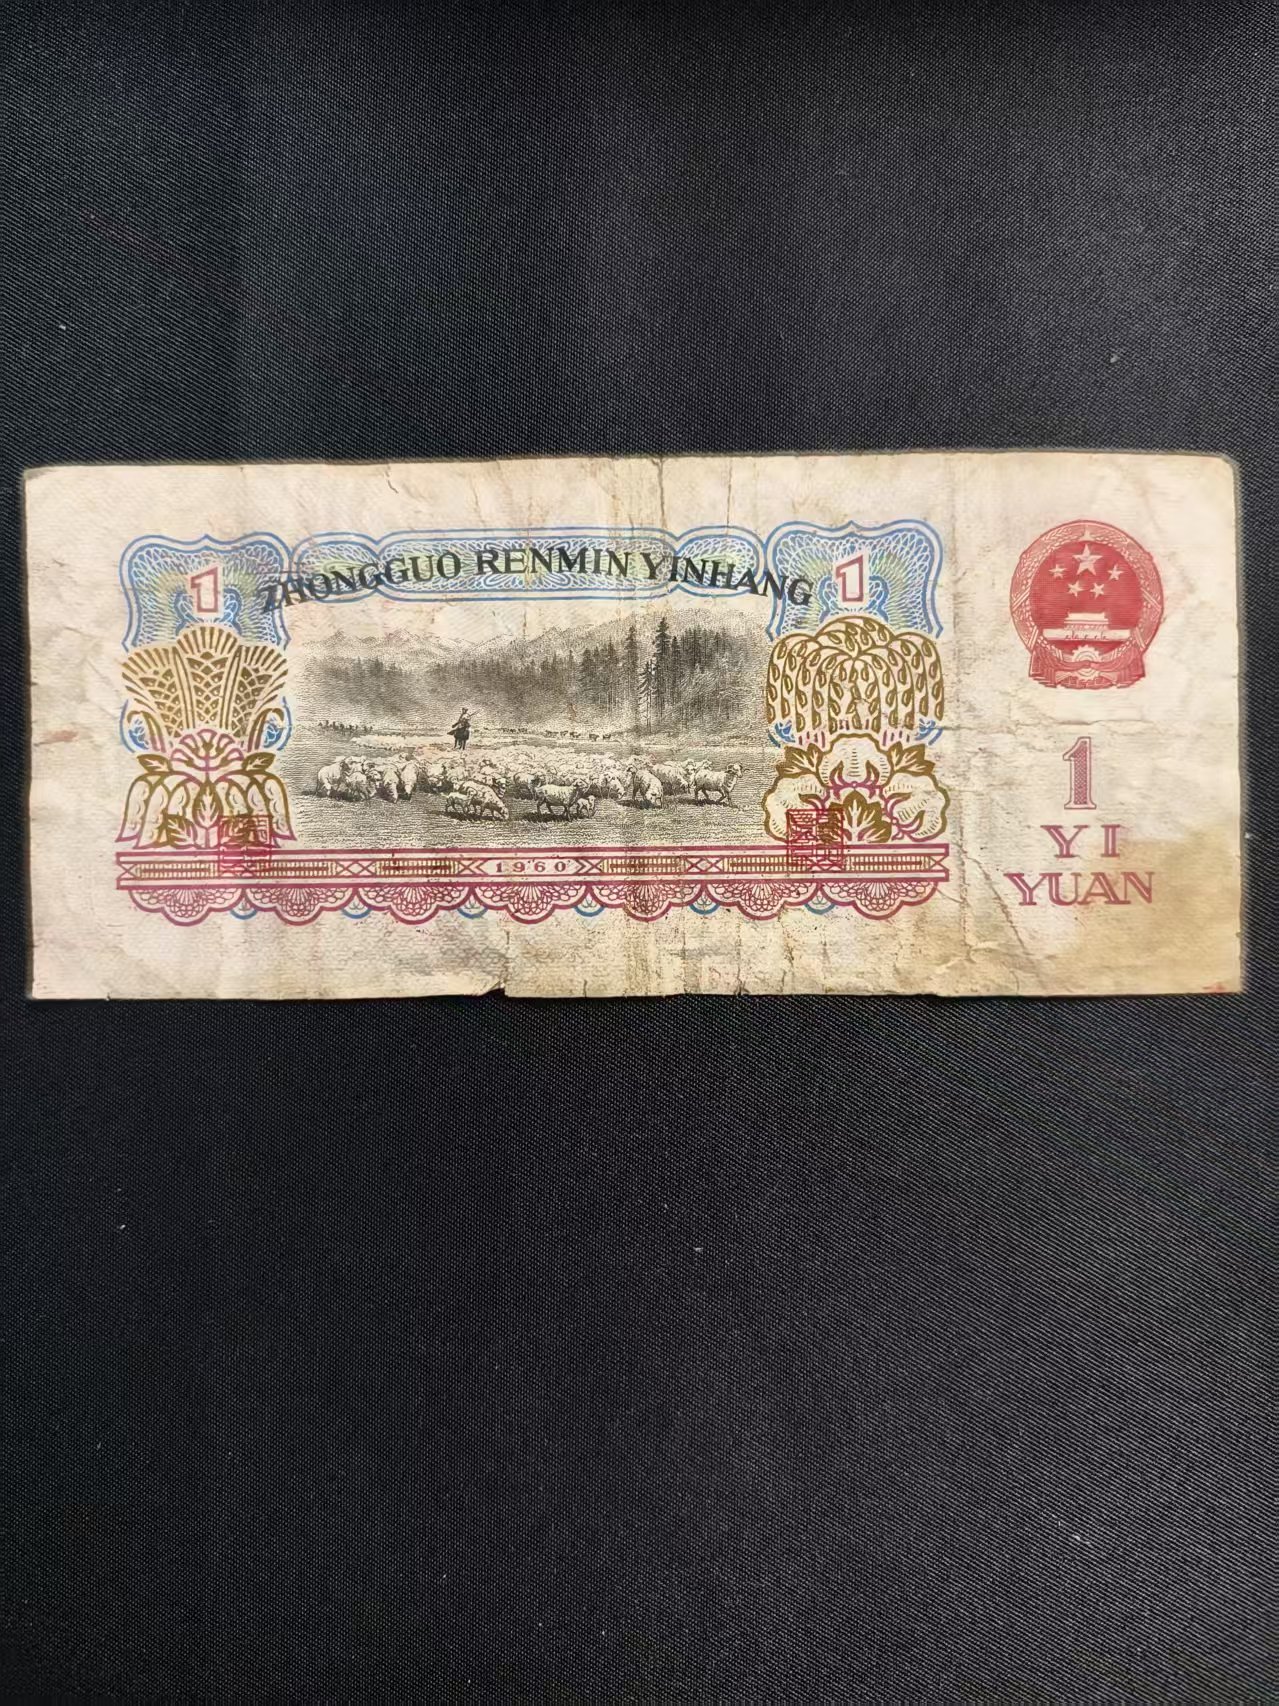 ZHONGGUO RENMIN YINHANG
1
1
1960
1
YI
YUAN